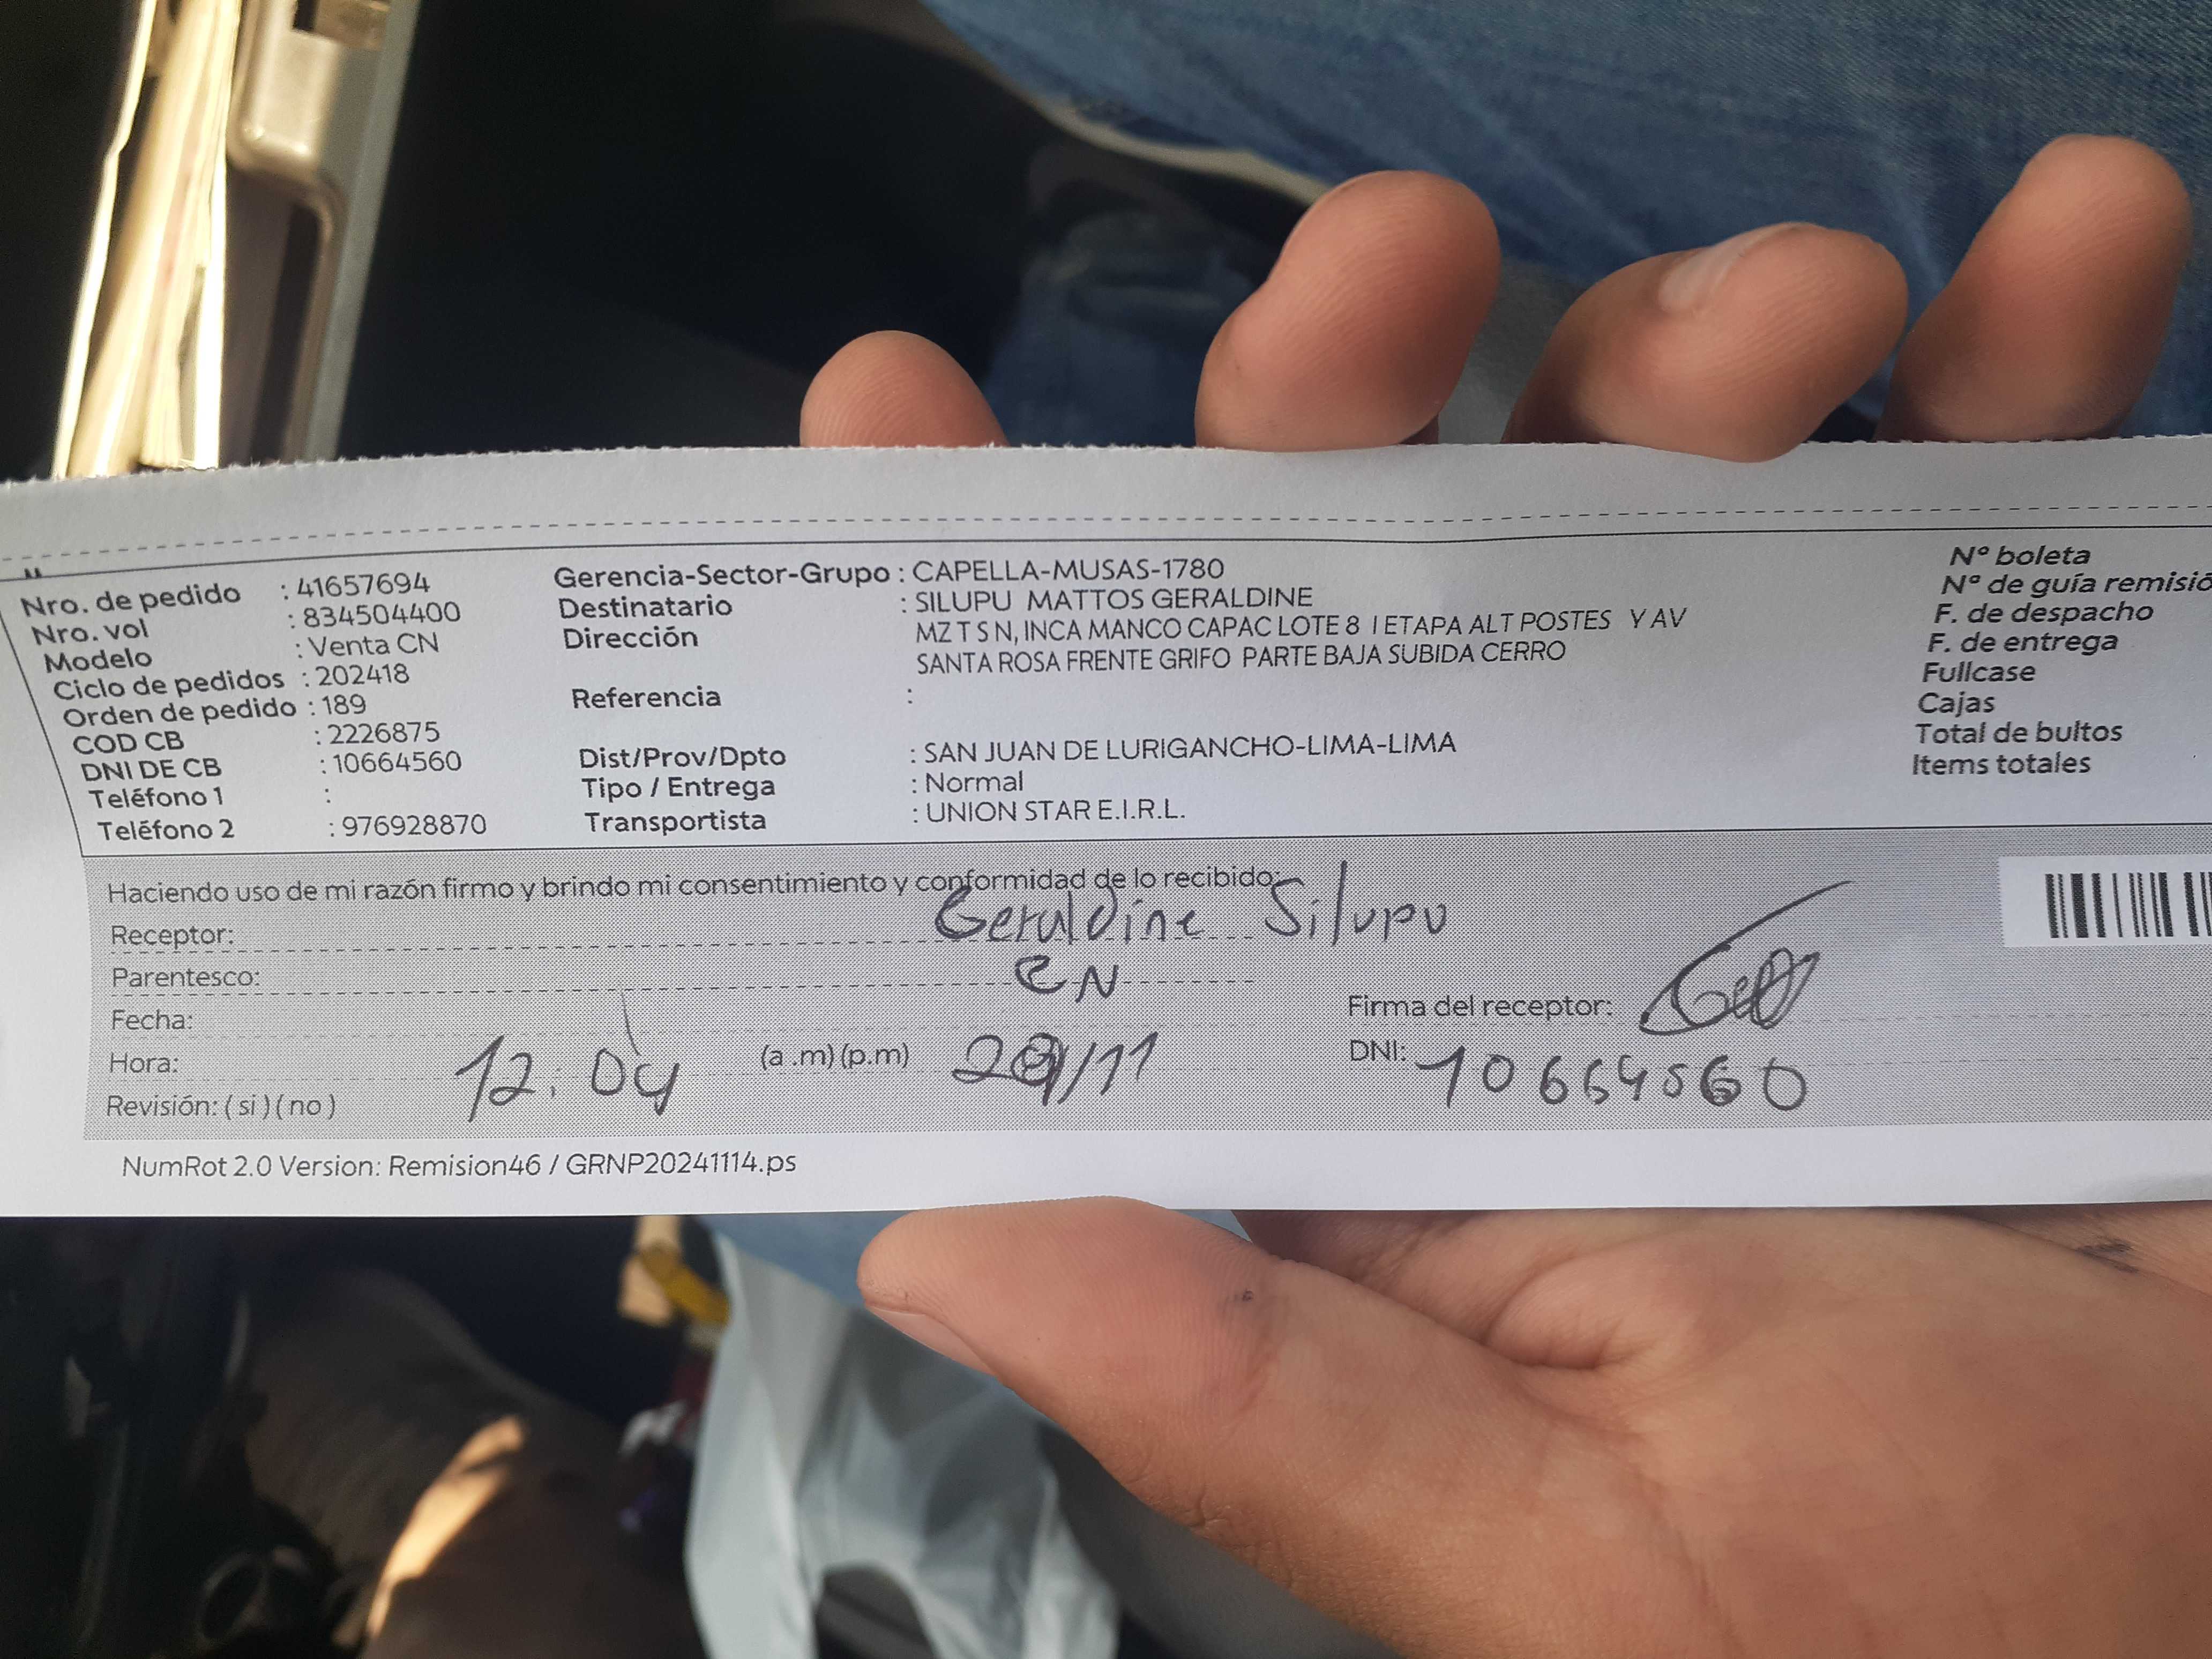 Nro. de pedido : 41657694
Nro. vol : 834504400
Modelo : Venta CN
Ciclo de pedidos : 202418
Orden de pedido : 189
COD CB : 2226875
DNI DE CB : 10664560
Teléfono 1 :
Teléfono 2 : 976928870
Gerencia-Sector-Grupo : CAPELLA-MUSAS-1780
Destinatario : SILUPU MATTOS GERALDINE
Dirección MZ T S N, INCA MANCO CAPAC LOTE 8 I ETAPA ALT POSTES Y AV
SANTA ROSA FRENTE GRIFO PARTE BAJA SUBIDA CERRO
Referencia :
Dist/Prov/Dpto : SAN JUAN DE LURIGANCHO-LIMA-LIMA
Tipo / Entrega : Normal
Transportista : UNION STAR E.I.R.L.
N° boleta
N° de guía remisió
F. de despacho
F. de entrega
Fullcase
Cajas
Total de bultos
Items totales
Haciendo uso de mi razón firmo y brindo mi consentimiento y conformidad de lo recibido:
Receptor: Geraldine Silupu
Parentesco: CN
Fecha:
Firma del receptor:
Hora: 12:04 (a .m) (p.m) /11
DNI: 10664560
Revisión: ( si ) ( no )
NumRot 2.0 Version: Remision46 / GRNP20241114.ps